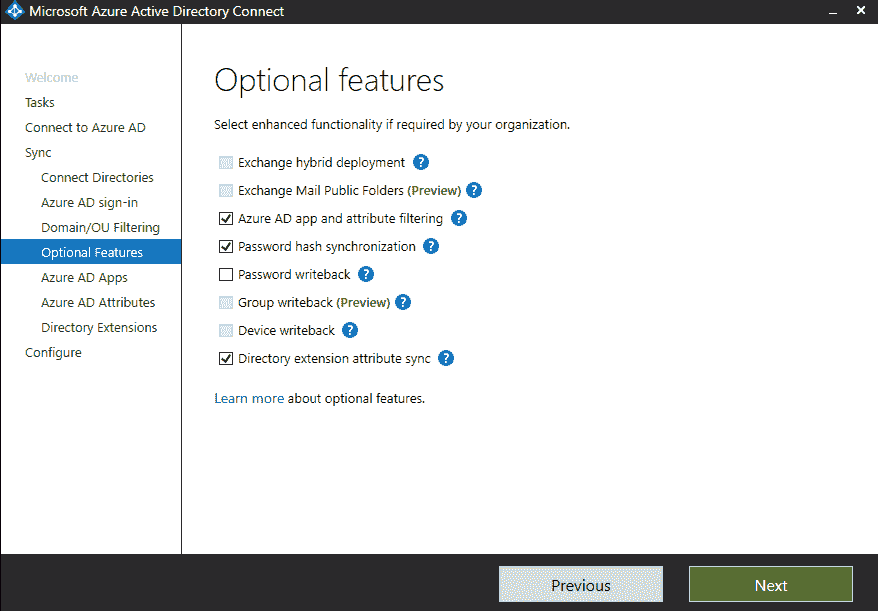 Microsoft Azure Active Directory Connect
Welcome
Tasks
Connect to Azure AD
Sync
Connect Directories
Azure AD sign-in
Domain/OU Filtering
Optional Features
Azure AD Apps
Azure AD Attributes
Directory Extensions
Configure
Optional features
Select enhanced functionality if required by your organization.
Exchange hybrid deployment ?
Exchange Mail Public Folders (Preview) ?
Azure AD app and attribute filtering ?
Password hash synchronization ?
Password writeback ?
Group writeback (Preview) ?
Device writeback ?
Directory extension attribute sync ?
Learn more about optional features.
Previous
Next